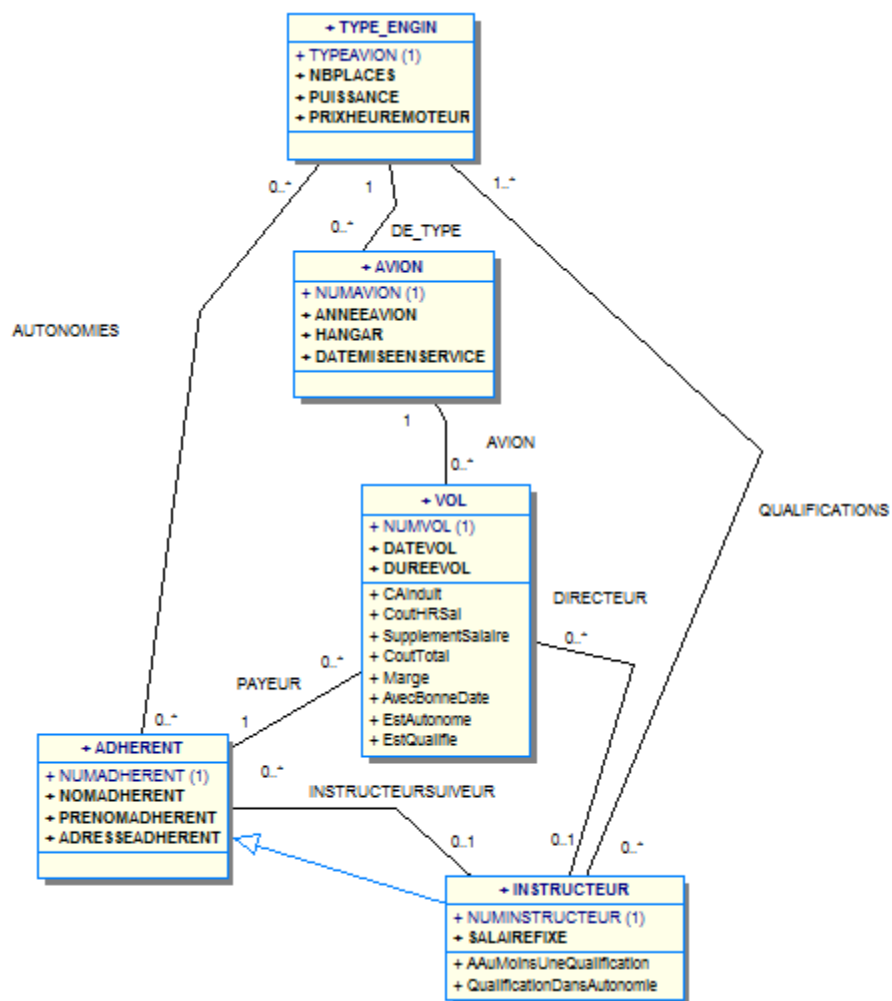 + TYPE_ENGIN
+ TYPEAVION (1)
+ NBPLACES
+ PUISSANCE
+ PRIXHEUREMOTEUR
0..*
1
1..*
0..*
DE_TYPE
+ AVION
+ NUMAVION (1)
+ ANNEEAVION
+ HANGAR
+ DATEMISEENSERVICE
AUTONOMIES
1
AVION
0..*
QUALIFICATIONS
+ VOL
+ NUMVOL (1)
+ DATEVOL
+ DUREEVOL
+ CAInduit
+ CoutHRSal
+ SupplementSalaire
+ CoutTotal
+ Marge
+ AvecBonneDate
+ EstAutonome
+ EstQualifie
DIRECTEUR
0..*
0..*
PAYEUR
1
0..*
+ ADHERENT
+ NUMADHERENT (1)
+ NOMADHERENT
+ PRENOMADHERENT
+ ADRESSEADHERENT
0..*
INSTRUCTEURSUIVEUR
0..1
0..1
0..*
+ INSTRUCTEUR
+ NUMINSTRUCTEUR (1)
+ SALAIREFIXE
+ AAuMoinsUneQualification
+ QualificationDansAutonomie